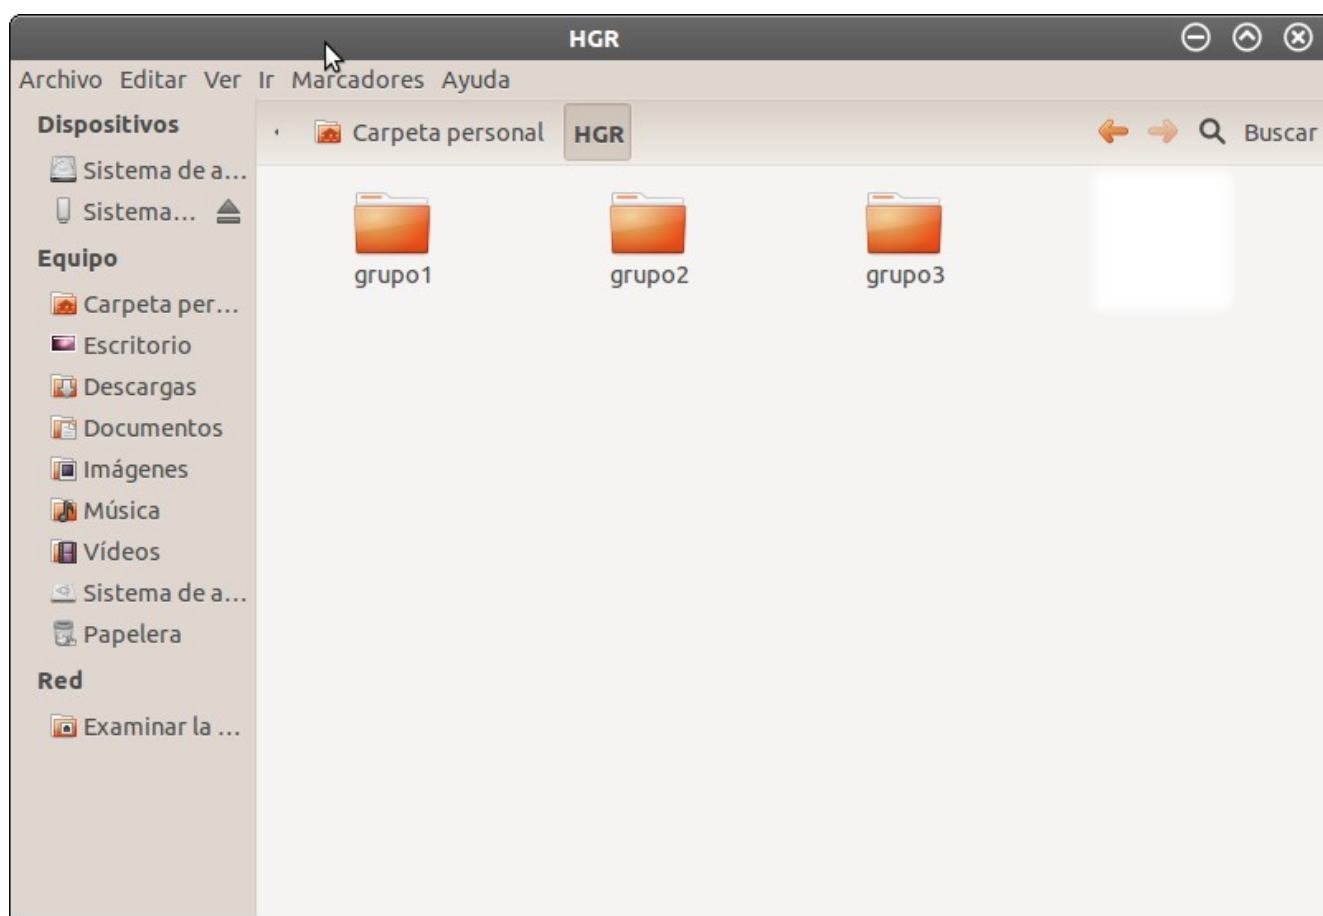 HGR
Archivo Editar Ver Ir Marcadores Ayuda
Dispositivos
Sistema de a...
Sistema...
Equipo
Carpeta per...
Escritorio
Descargas
Documentos
Imágenes
Música
Vídeos
Sistema de a...
Papelera
Red
Examinar la ...
Carpeta personal HGR Buscar
grupo1 grupo2 grupo3